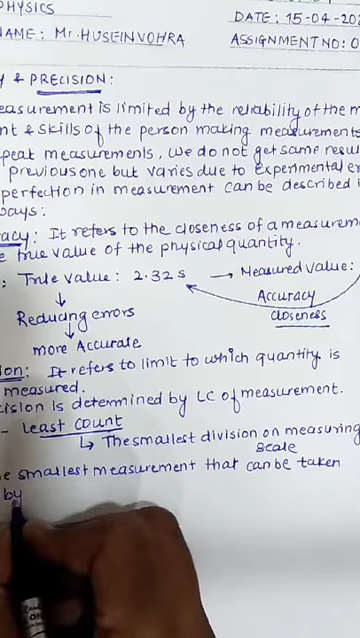 PHYSICS
DATE: 15-04-20
NAME: Mr. HUSEIN VOHRA
ASSIGNMENT NO: 0
Y & PRECISION:
easurement is limited by the reliability of the m
nt & skills of the person making measurements
peat measurements, we do not get same resul
previous one but varies due to experimental er
perfection in measurement can be described i
ways:
acy: It refers to the closeness of a measurem
e true value of the physical quantity.
: True value: 2.32 s → Measured value:
Accuracy
closeness
↓
Reducing errors
↓
more Accurate
ion: It refers to limit to which quantity is
measured.
cision is determined by LC of measurement.
- Least Count
↳ The smallest division on measuring
scale
he smallest measurement that can be taken
by